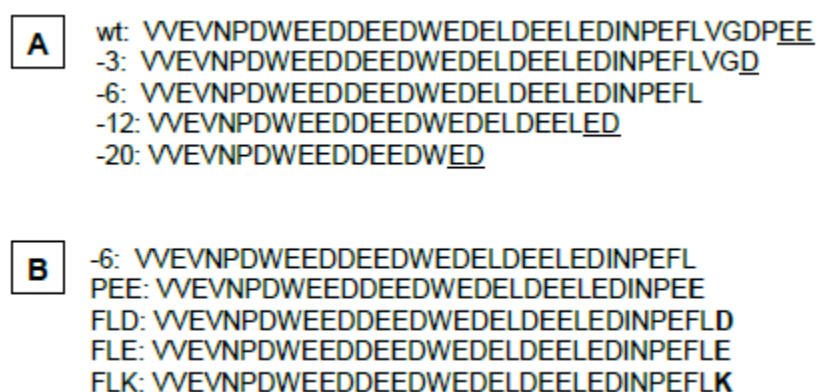 A
wt: VVEVNPDWEEDDEEDWEDELDEELEDINPEFLVGDPEE
-3: VVEVNPDWEEDDEEDWEDELDEELEDINPEFLVGD
-6: VVEVNPDWEEDDEEDWEDELDEELEDINPEFL
-12: VVEVNPDWEEDDEEDWEDELDEELED
-20: VVEVNPDWEEDDEEDWED
B
-6: VVEVNPDWEEDDEEDWEDELDEELEDINPEFL
PEE: VVEVNPDWEEDDEEDWEDELDEELEDINPEE
FLD: VVEVNPDWEEDDEEDWEDELDEELEDINPEFLD
FLE: VVEVNPDWEEDDEEDWEDELDEELEDINPEFLE
FLK: VVEVNPDWEEDDEEDWEDELDEELEDINPEFLK